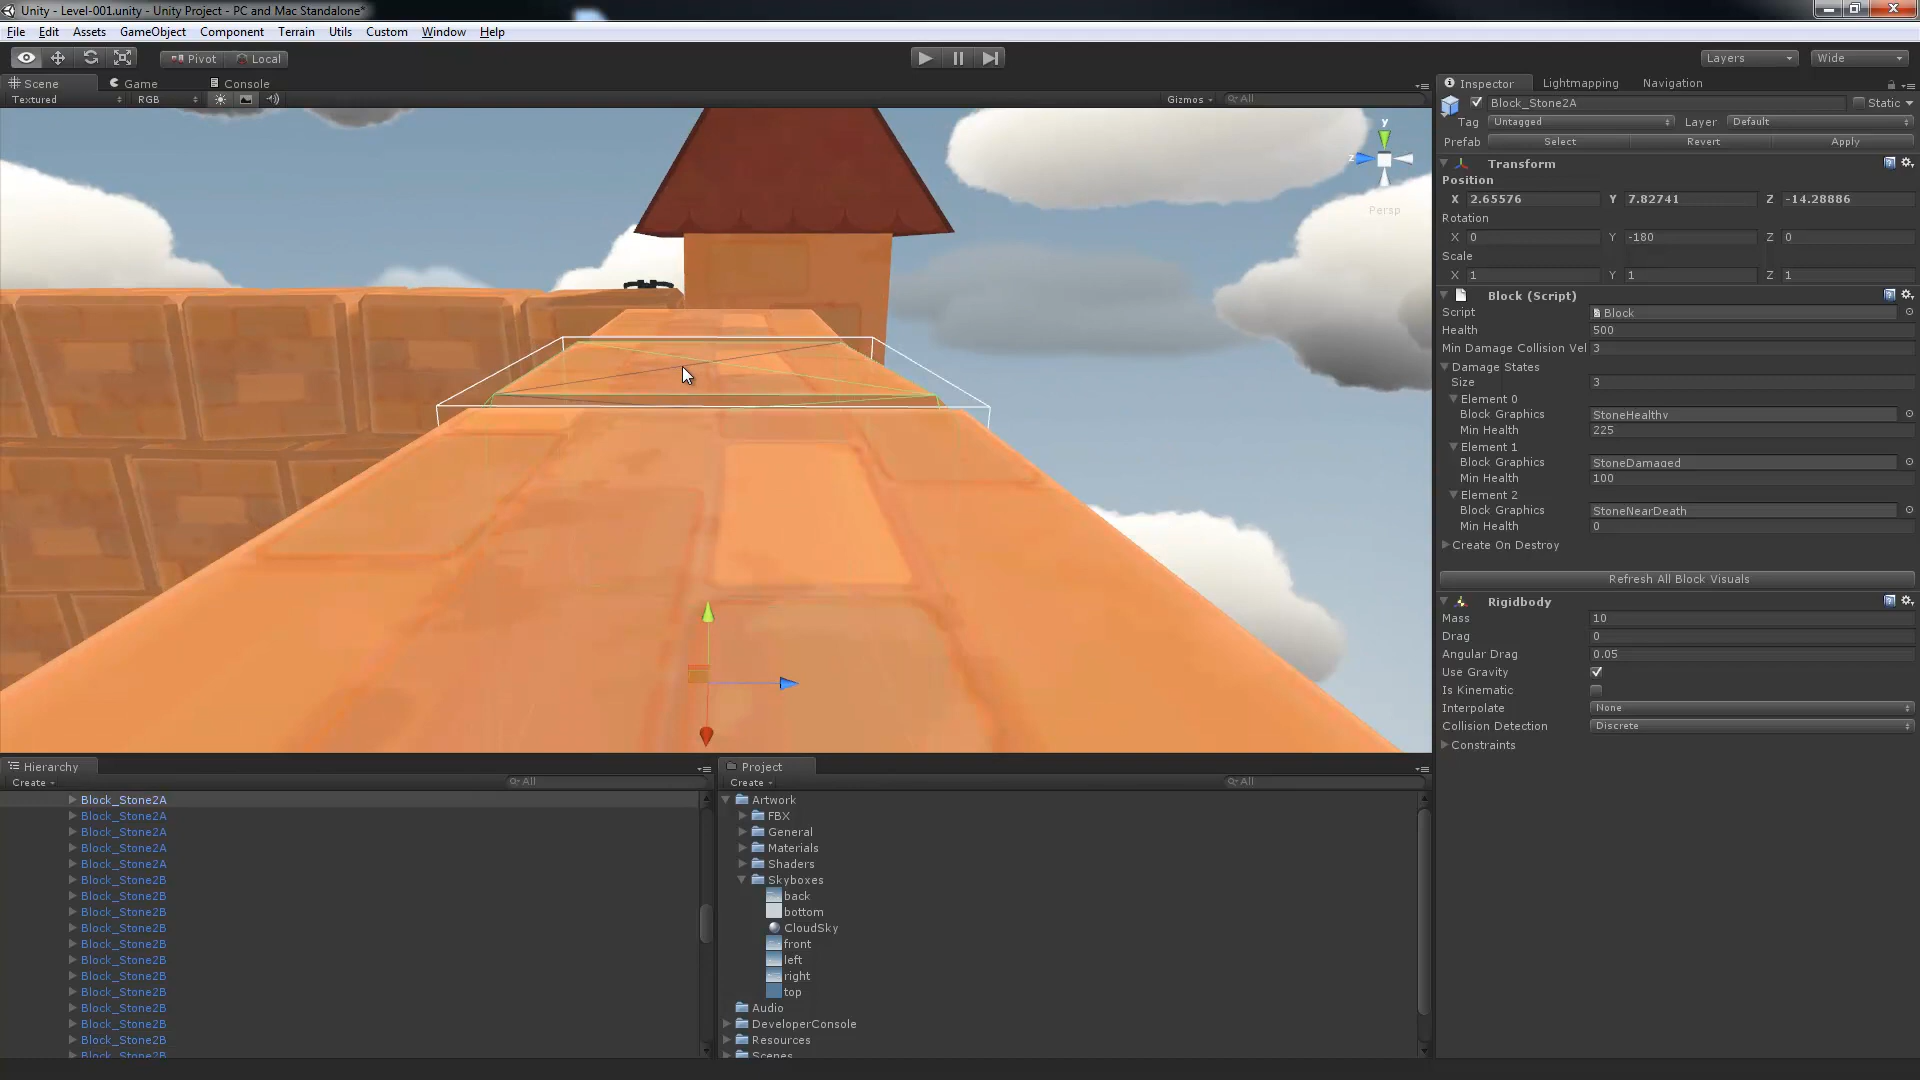 Unity - Level-001.unity - Unity Project - PC and Mac Standalone*
File Edit Assets GameObject Component Terrain Utils Custom Window Help
Pivot Local Layers Wide
Scene Game Console
Textured RGB Gizmos All
y
z
Persp
Inspector Lightmapping Navigation
Block_Stone2A Static
Tag Untagged Layer Default
Prefab Select Revert Apply
Transform
Position
X 2.65576 Y 7.82741 Z -14.28886
Rotation
X 0 Y -180 Z 0
Scale
X 1 Y 1 Z 1
Block (Script)
Script Block
Health 500
Min Damage Collision Vel 3
Damage States
Size 3
Element 0
Block Graphics StoneHealthy
Min Health 225
Element 1
Block Graphics StoneDamaged
Min Health 100
Element 2
Block Graphics StoneNearDeath
Min Health 0
Create On Destroy
Refresh All Block Visuals
Rigidbody
Mass 10
Drag 0
Angular Drag 0.05
Use Gravity
Is Kinematic
Interpolate None
Collision Detection Discrete
Constraints
Hierarchy
Create All
Block_Stone2A
Block_Stone2A
Block_Stone2A
Block_Stone2A
Block_Stone2A
Block_Stone2B
Block_Stone2B
Block_Stone2B
Block_Stone2B
Block_Stone2B
Block_Stone2B
Block_Stone2B
Block_Stone2B
Block_Stone2B
Block_Stone2B
Block_Stone2B
Block_Stone2B
Project
Create All
Artwork
FBX
General
Materials
Shaders
Skyboxes
back
bottom
CloudSky
front
left
right
top
Audio
DeveloperConsole
Resources
Scenes